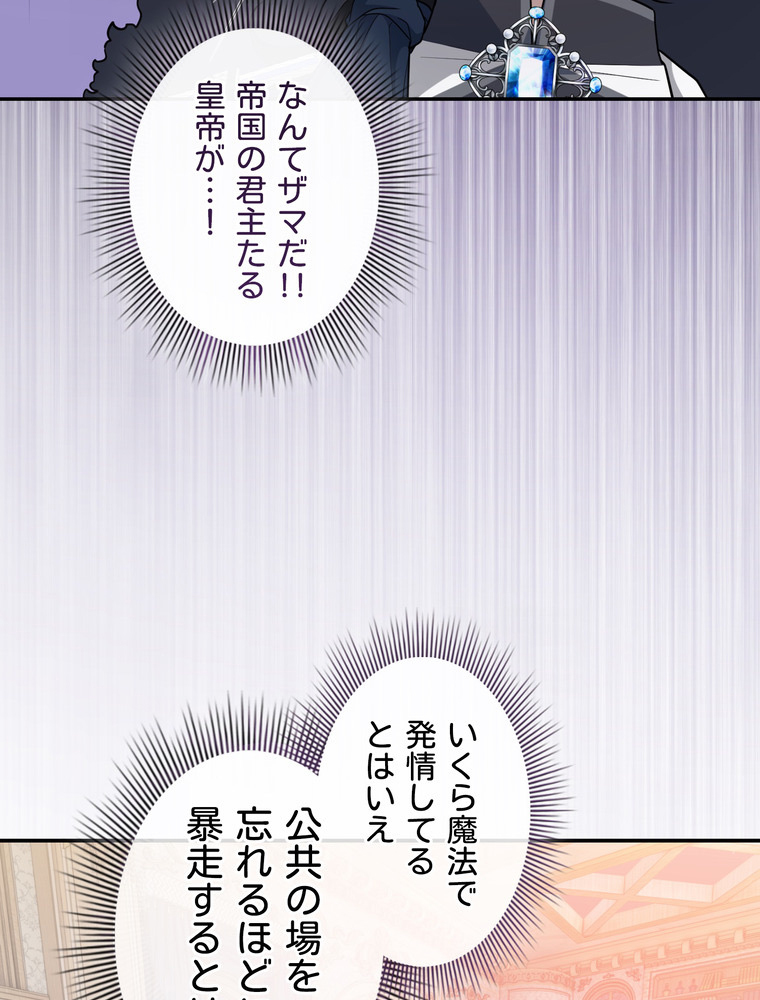 なんてザマだ!!
帝国の君主たる
皇帝が…!
いくら魔法で
発情してる
とはいえ
公共の場を
忘れるほど
暴走すると